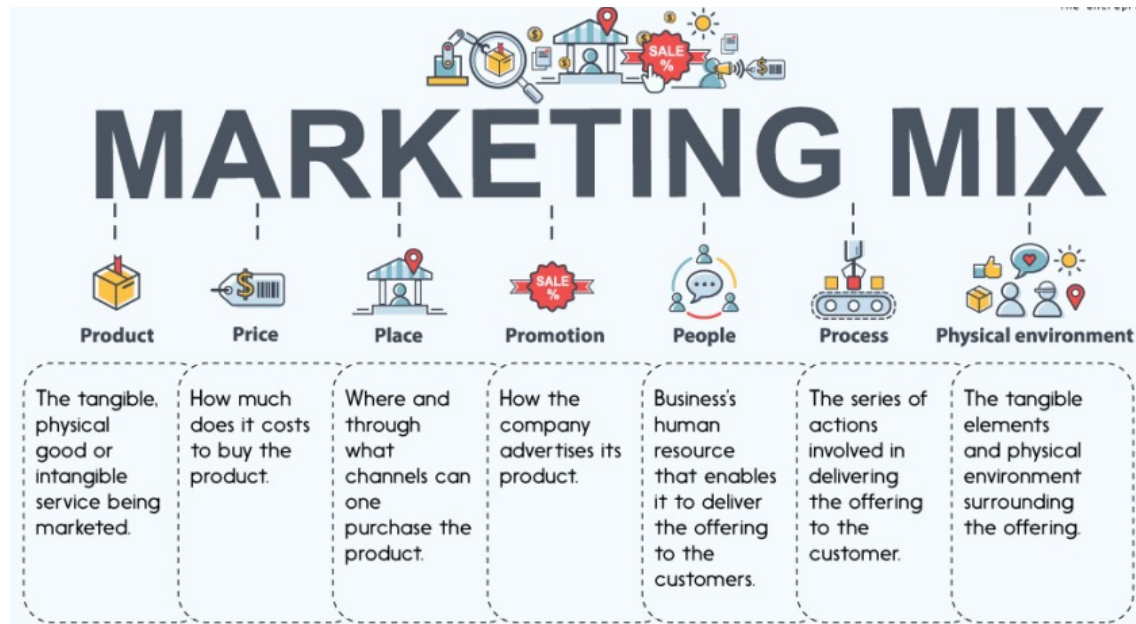 SALE
%
MARKETING MIX
SALE
%
Product
Price
Place
Promotion
People
Process
Physical environment
The tangible,
physical
good or
intangible
service being
marketed.
How much
does it costs
to buy the
product.
Where and
through
what
channels can
one
purchase the
product.
How the
company
advertises its
product.
Business's
human
resource
that enables
it to deliver
the offering
to the
customers.
The series of
actions
involved in
delivering
the offering
to the
customer.
The tangible
elements
and physical
environment
surrounding
the offering.